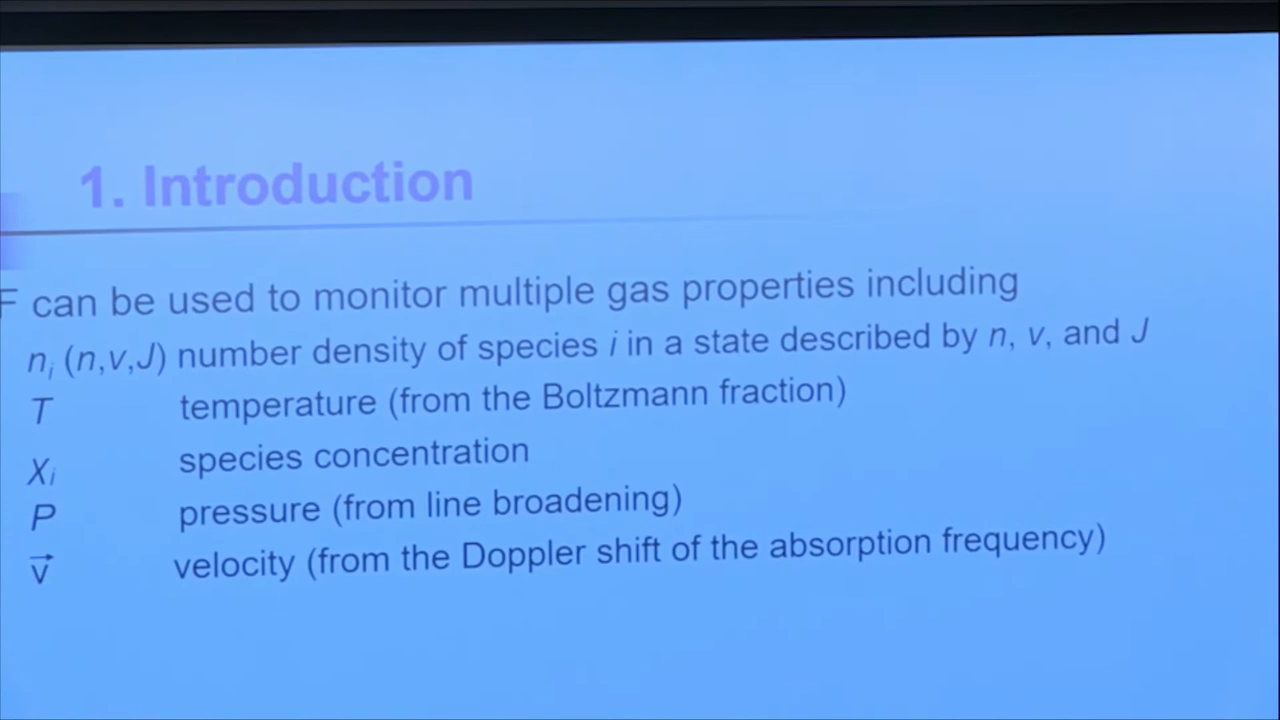 1. Introduction
F can be used to monitor multiple gas properties including
nᵢ (n,v,J) number density of species i in a state described by n, v, and J
T temperature (from the Boltzmann fraction)
Xᵢ species concentration
P pressure (from line broadening)
v⃗ velocity (from the Doppler shift of the absorption frequency)